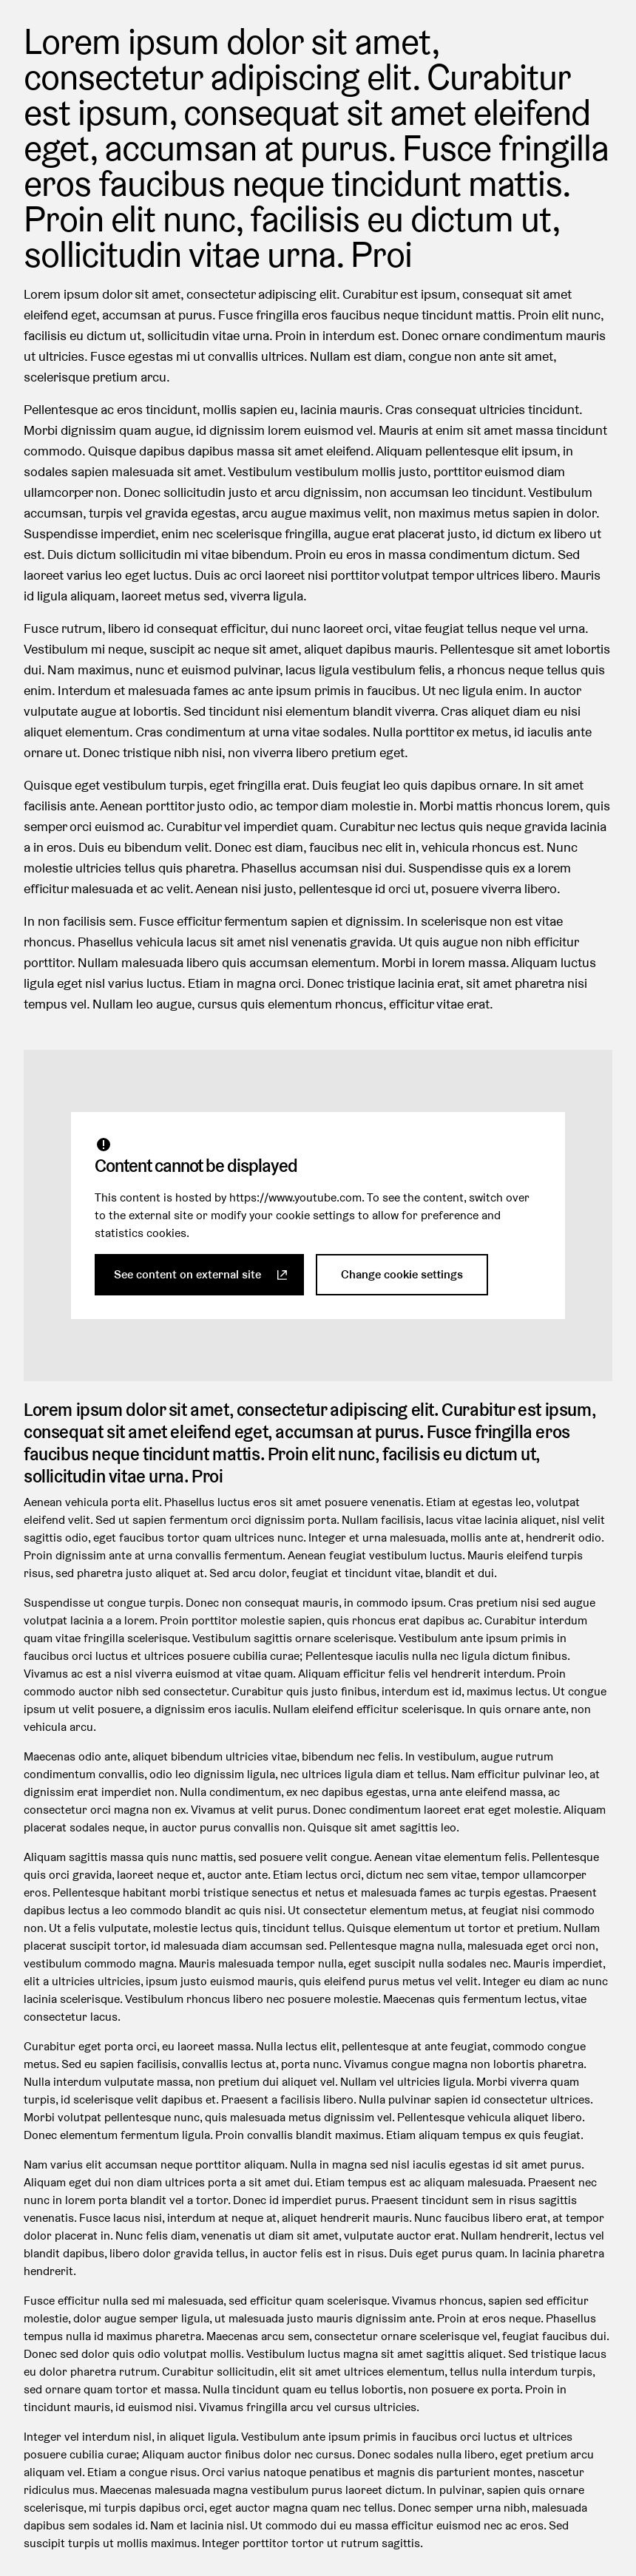 Lorem ipsum dolor sit amet,
consectetur adipiscing elit. Curabitur
est ipsum, consequat sit amet eleifend
eget, accumsan at purus. Fusce fringilla
eros faucibus neque tincidunt mattis.
Proin elit nunc, facilisis eu dictum ut,
sollicitudin vitae urna. Proi
Lorem ipsum dolor sit amet, consectetur adipiscing elit. Curabitur est ipsum, consequat sit amet
eleifend eget, accumsan at purus. Fusce fringilla eros faucibus neque tincidunt mattis. Proin elit nunc,
facilisis eu dictum ut, sollicitudin vitae urna. Proin in interdum est. Donec ornare condimentum mauris
ut ultricies. Fusce egestas mi ut convallis ultrices. Nullam est diam, congue non ante sit amet,
scelerisque pretium arcu.
Pellentesque ac eros tincidunt, mollis sapien eu, lacinia mauris. Cras consequat ultricies tincidunt.
Morbi dignissim quam augue, id dignissim lorem euismod vel. Mauris at enim sit amet massa tincidunt
commodo. Quisque dapibus dapibus massa sit amet eleifend. Aliquam pellentesque elit ipsum, in
sodales sapien malesuada sit amet. Vestibulum vestibulum mollis justo, porttitor euismod diam
ullamcorper non. Donec sollicitudin justo et arcu dignissim, non accumsan leo tincidunt. Vestibulum
accumsan, turpis vel gravida egestas, arcu augue maximus velit, non maximus metus sapien in dolor.
Suspendisse imperdiet, enim nec scelerisque fringilla, augue erat placerat justo, id dictum ex libero ut
est. Duis dictum sollicitudin mi vitae bibendum. Proin eu eros in massa condimentum dictum. Sed
laoreet varius leo eget luctus. Duis ac orci laoreet nisi porttitor volutpat tempor ultrices libero. Mauris
id ligula aliquam, laoreet metus sed, viverra ligula.
Fusce rutrum, libero id consequat efficitur, dui nunc laoreet orci, vitae feugiat tellus neque vel urna.
Vestibulum mi neque, suscipit ac neque sit amet, aliquet dapibus mauris. Pellentesque sit amet lobortis
dui. Nam maximus, nunc et euismod pulvinar, lacus ligula vestibulum felis, a rhoncus neque tellus quis
enim. Interdum et malesuada fames ac ante ipsum primis in faucibus. Ut nec ligula enim. In auctor
vulputate augue at lobortis. Sed tincidunt nisi elementum blandit viverra. Cras aliquet diam eu nisi
aliquet elementum. Cras condimentum at urna vitae sodales. Nulla porttitor ex metus, id iaculis ante
ornare ut. Donec tristique nibh nisi, non viverra libero pretium eget.
Quisque eget vestibulum turpis, eget fringilla erat. Duis feugiat leo quis dapibus ornare. In sit amet
facilisis ante. Aenean porttitor justo odio, ac tempor diam molestie in. Morbi mattis rhoncus lorem, quis
semper orci euismod ac. Curabitur vel imperdiet quam. Curabitur nec lectus quis neque gravida lacinia
a in eros. Duis eu bibendum velit. Donec est diam, faucibus nec elit in, vehicula rhoncus est. Nunc
molestie ultricies tellus quis pharetra. Phasellus accumsan nisi dui. Suspendisse quis ex a lorem
efficitur malesuada et ac velit. Aenean nisi justo, pellentesque id orci ut, posuere viverra libero.
In non facilisis sem. Fusce efficitur fermentum sapien et dignissim. In scelerisque non est vitae
rhoncus. Phasellus vehicula lacus sit amet nisl venenatis gravida. Ut quis augue non nibh efficitur
porttitor. Nullam malesuada libero quis accumsan elementum. Morbi in lorem massa. Aliquam luctus
ligula eget nisl varius luctus. Etiam in magna orci. Donec tristique lacinia erat, sit amet pharetra nisi
tempus vel. Nullam leo augue, cursus quis elementum rhoncus, efficitur vitae erat.
Content cannot be displayed
This content is hosted by https://www.youtube.com. To see the content, switch over
to the external site or modify your cookie settings to allow for preference and
statistics cookies.
See content on external site
Change cookie settings
Lorem ipsum dolor sit amet, consectetur adipiscing elit. Curabitur est ipsum,
consequat sit amet eleifend eget, accumsan at purus. Fusce fringilla eros
faucibus neque tincidunt mattis. Proin elit nunc, facilisis eu dictum ut,
sollicitudin vitae urna. Proi
Aenean vehicula porta elit. Phasellus luctus eros sit amet posuere venenatis. Etiam at egestas leo, volutpat
eleifend velit. Sed ut sapien fermentum orci dignissim porta. Nullam facilisis, lacus vitae lacinia aliquet, nisl velit
sagittis odio, eget faucibus tortor quam ultrices nunc. Integer et urna malesuada, mollis ante at, hendrerit odio.
Proin dignissim ante at urna convallis fermentum. Aenean feugiat vestibulum luctus. Mauris eleifend turpis
risus, sed pharetra justo aliquet at. Sed arcu dolor, feugiat et tincidunt vitae, blandit et dui.
Suspendisse ut congue turpis. Donec non consequat mauris, in commodo ipsum. Cras pretium nisi sed augue
volutpat lacinia a a lorem. Proin porttitor molestie sapien, quis rhoncus erat dapibus ac. Curabitur interdum
quam vitae fringilla scelerisque. Vestibulum sagittis ornare scelerisque. Vestibulum ante ipsum primis in
faucibus orci luctus et ultrices posuere cubilia curae; Pellentesque iaculis nulla nec ligula dictum finibus.
Vivamus ac est a nisl viverra euismod at vitae quam. Aliquam efficitur felis vel hendrerit interdum. Proin
commodo auctor nibh sed consectetur. Curabitur quis justo finibus, interdum est id, maximus lectus. Ut congue
ipsum ut velit posuere, a dignissim eros iaculis. Nullam eleifend efficitur scelerisque. In quis ornare ante, non
vehicula arcu.
Maecenas odio ante, aliquet bibendum ultricies vitae, bibendum nec felis. In vestibulum, augue rutrum
condimentum convallis, odio leo dignissim ligula, nec ultrices ligula diam et tellus. Nam efficitur pulvinar leo, at
dignissim erat imperdiet non. Nulla condimentum, ex nec dapibus egestas, urna ante eleifend massa, ac
consectetur orci magna non ex. Vivamus at velit purus. Donec condimentum laoreet erat eget molestie. Aliquam
placerat sodales neque, in auctor purus convallis non. Quisque sit amet sagittis leo.
Aliquam sagittis massa quis nunc mattis, sed posuere velit congue. Aenean vitae elementum felis. Pellentesque
quis orci gravida, laoreet neque et, auctor ante. Etiam lectus orci, dictum nec sem vitae, tempor ullamcorper
eros. Pellentesque habitant morbi tristique senectus et netus et malesuada fames ac turpis egestas. Praesent
dapibus lectus a leo commodo blandit ac quis nisi. Ut consectetur elementum metus, at feugiat nisi commodo
non. Ut a felis vulputate, molestie lectus quis, tincidunt tellus. Quisque elementum ut tortor et pretium. Nullam
placerat suscipit tortor, id malesuada diam accumsan sed. Pellentesque magna nulla, malesuada eget orci non,
vestibulum commodo magna. Mauris malesuada tempor nulla, eget suscipit nulla sodales nec. Mauris imperdiet,
elit a ultricies ultricies, ipsum justo euismod mauris, quis eleifend purus metus vel velit. Integer eu diam ac nunc
lacinia scelerisque. Vestibulum rhoncus libero nec posuere molestie. Maecenas quis fermentum lectus, vitae
consectetur lacus.
Curabitur eget porta orci, eu laoreet massa. Nulla lectus elit, pellentesque at ante feugiat, commodo congue
metus. Sed eu sapien facilisis, convallis lectus at, porta nunc. Vivamus congue magna non lobortis pharetra.
Nulla interdum vulputate massa, non pretium dui aliquet vel. Nullam vel ultricies ligula. Morbi viverra quam
turpis, id scelerisque velit dapibus et. Praesent a facilisis libero. Nulla pulvinar sapien id consectetur ultrices.
Morbi volutpat pellentesque nunc, quis malesuada metus dignissim vel. Pellentesque vehicula aliquet libero.
Donec elementum fermentum ligula. Proin convallis blandit maximus. Etiam aliquam tempus ex quis feugiat.
Nam varius elit accumsan neque porttitor aliquam. Nulla in magna sed nisl iaculis egestas id sit amet purus.
Aliquam eget dui non diam ultrices porta a sit amet dui. Etiam tempus est ac aliquam malesuada. Praesent nec
nunc in lorem porta blandit vel a tortor. Donec id imperdiet purus. Praesent tincidunt sem in risus sagittis
venenatis. Fusce lacus nisi, interdum at neque at, aliquet hendrerit mauris. Nunc faucibus libero erat, at tempor
dolor placerat in. Nunc felis diam, venenatis ut diam sit amet, vulputate auctor erat. Nullam hendrerit, lectus vel
blandit dapibus, libero dolor gravida tellus, in auctor felis est in risus. Duis eget purus quam. In lacinia pharetra
hendrerit.
Fusce efficitur nulla sed mi malesuada, sed efficitur quam scelerisque. Vivamus rhoncus, sapien sed efficitur
molestie, dolor augue semper ligula, ut malesuada justo mauris dignissim ante. Proin at eros neque. Phasellus
tempus nulla id maximus pharetra. Maecenas arcu sem, consectetur ornare scelerisque vel, feugiat faucibus dui.
Donec sed dolor quis odio volutpat mollis. Vestibulum luctus magna sit amet sagittis aliquet. Sed tristique lacus
eu dolor pharetra rutrum. Curabitur sollicitudin, elit sit amet ultrices elementum, tellus nulla interdum turpis,
sed ornare quam tortor et massa. Nulla tincidunt quam eu tellus lobortis, non posuere ex porta. Proin in
tincidunt mauris, id euismod nisi. Vivamus fringilla arcu vel cursus ultricies.
Integer vel interdum nisl, in aliquet ligula. Vestibulum ante ipsum primis in faucibus orci luctus et ultrices
posuere cubilia curae; Aliquam auctor finibus dolor nec cursus. Donec sodales nulla libero, eget pretium arcu
aliquam vel. Etiam a congue risus. Orci varius natoque penatibus et magnis dis parturient montes, nascetur
ridiculus mus. Maecenas malesuada magna vestibulum purus laoreet dictum. In pulvinar, sapien quis ornare
scelerisque, mi turpis dapibus orci, eget auctor magna quam nec tellus. Donec semper urna nibh, malesuada
dapibus sem sodales id. Nam et lacinia nisl. Ut commodo dui eu massa efficitur euismod nec ac eros. Sed
suscipit turpis ut mollis maximus. Integer porttitor tortor ut rutrum sagittis.